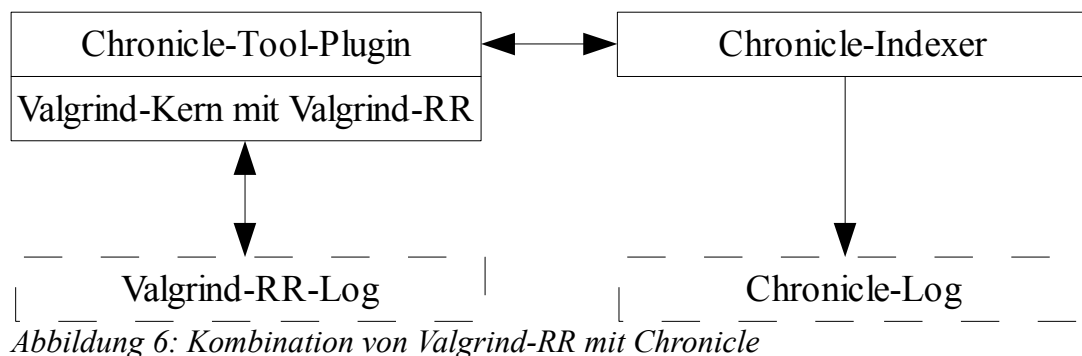 Chronicle-Tool-Plugin
Chronicle-Indexer
Valgrind-Kern mit Valgrind-RR
Valgrind-RR-Log
Chronicle-Log
Abbildung 6: Kombination von Valgrind-RR mit Chronicle